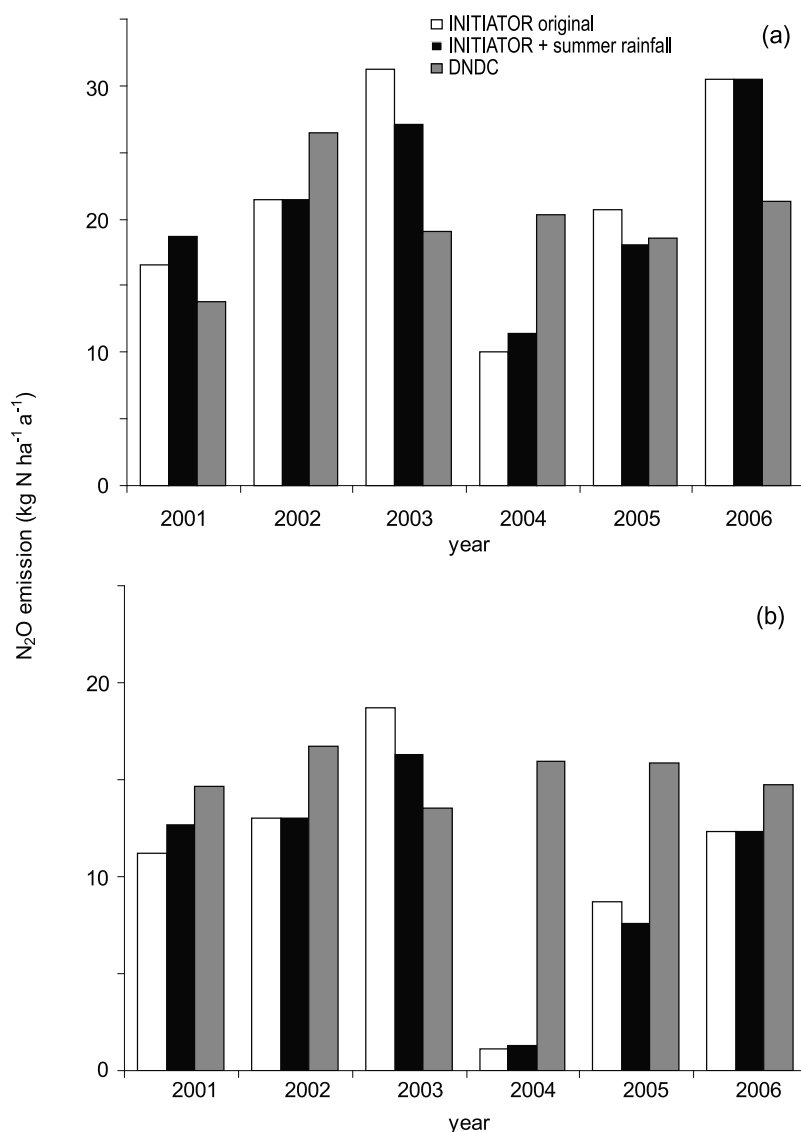 INITIATOR original
INITIATOR + summer rainfall
DNDC
(a)
30
20
10
0
2001 2002 2003 2004 2005 2006
year
N₂O emission (kg N ha⁻¹ a⁻¹)
(b)
20
10
0
2001 2002 2003 2004 2005 2006
year